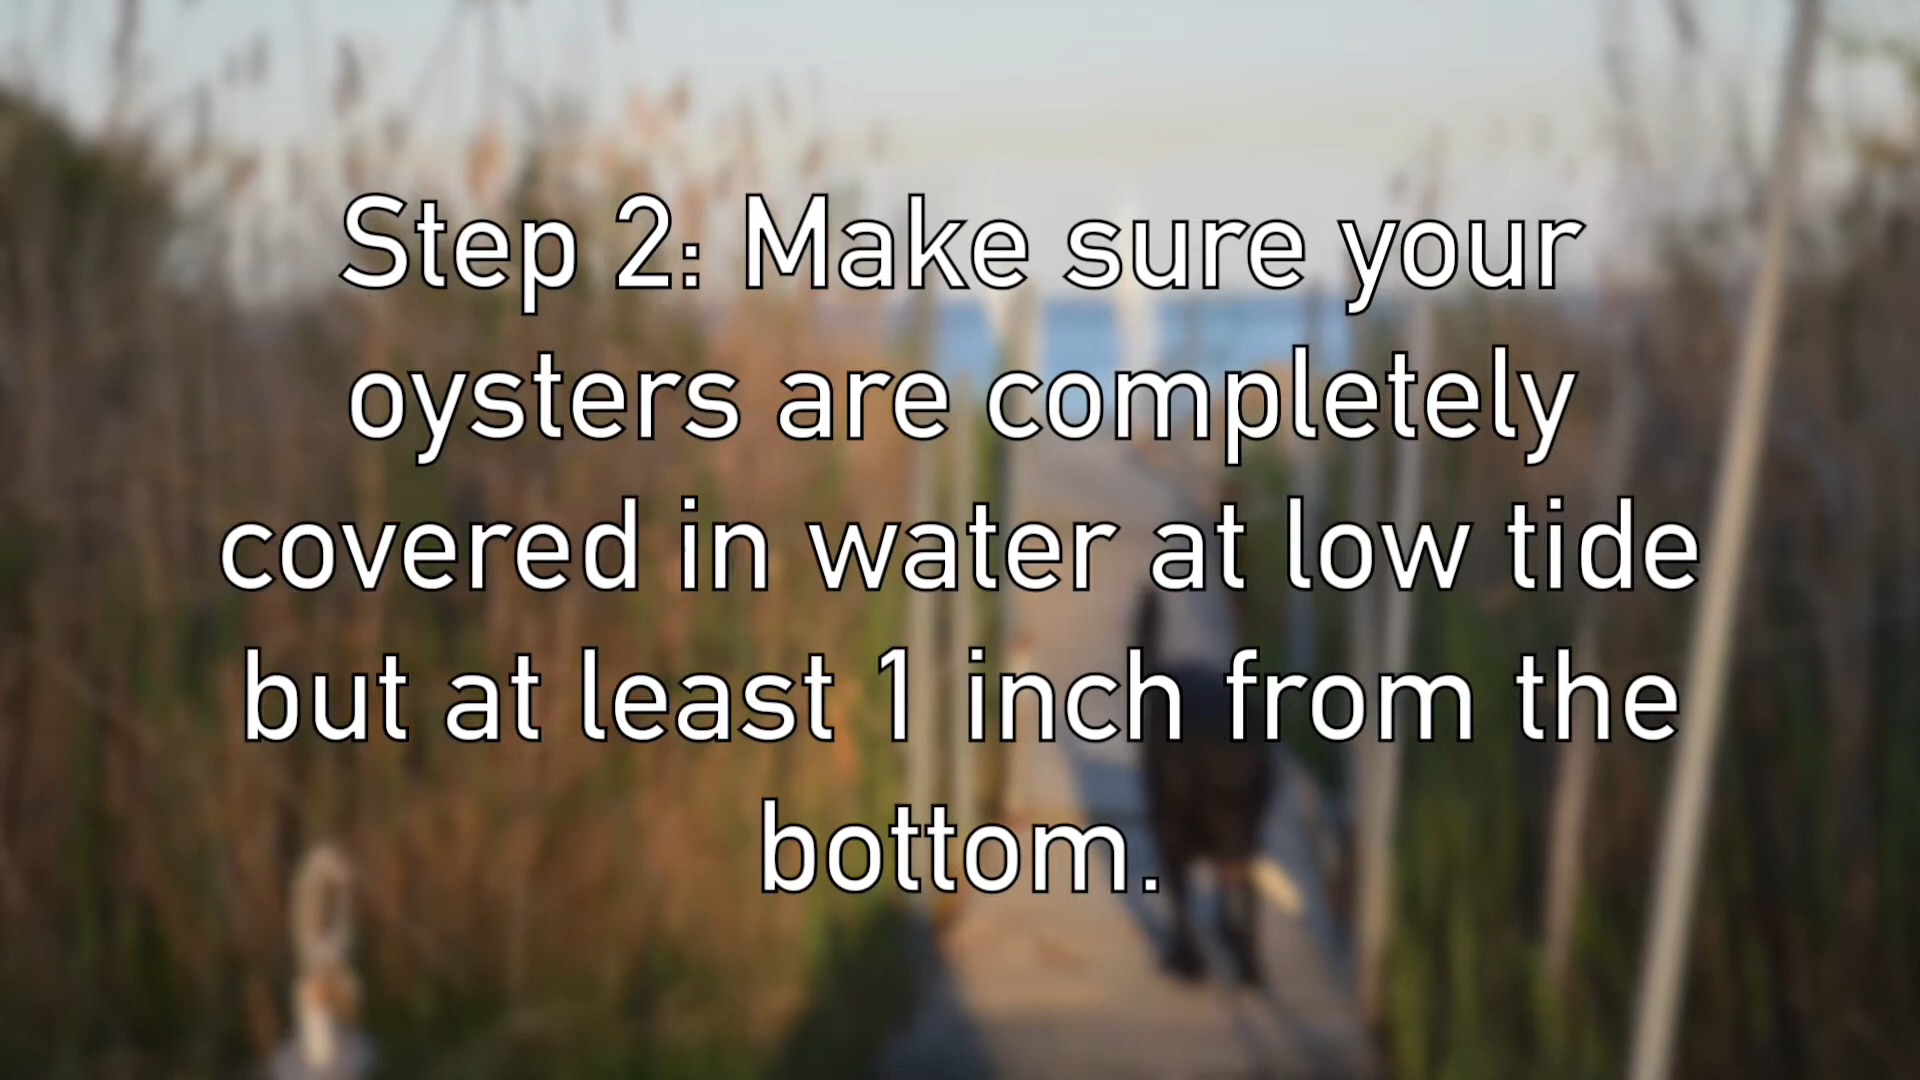 Step 2: Make sure your
oysters are completely
covered in water at low tide
but at least 1 inch from the
bottom.